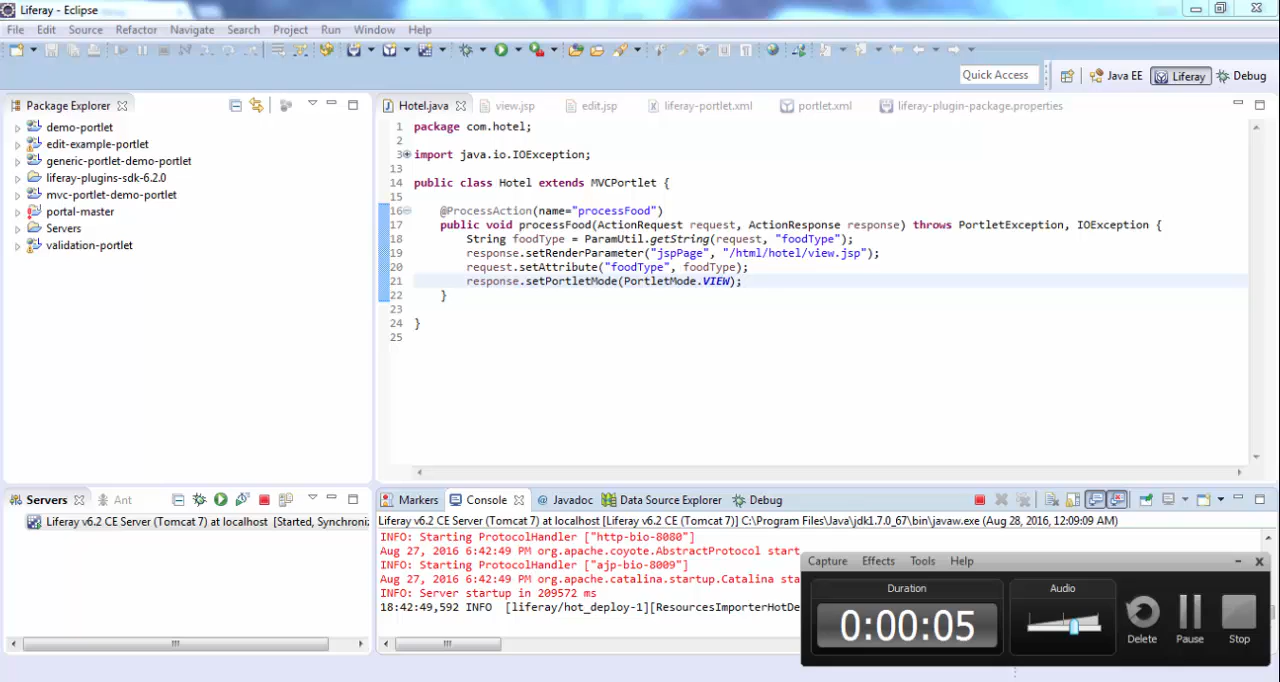 Liferay - Eclipse
File Edit Source Refactor Navigate Search Project Run Window Help
Quick Access Java EE Liferay Debug
Package Explorer
demo-portlet
edit-example-portlet
generic-portlet-demo-portlet
liferay-plugins-sdk-6.2.0
mvc-portlet-demo-portlet
portal-master
Servers
validation-portlet
Hotel.java view.jsp edit.jsp liferay-portlet.xml portlet.xml liferay-plugin-package.properties
1 package com.hotel;
2
3 import java.io.IOException;
13
14 public class Hotel extends MVCPortlet {
15
16 @ProcessAction(name="processFood")
17 public void processFood(ActionRequest request, ActionResponse response) throws PortletException, IOException {
18 String foodType = ParamUtil.getString(request, "foodType");
19 response.setRenderParameter("jspPage", "/html/hotel/view.jsp");
20 request.setAttribute("foodType", foodType);
21 response.setPortletMode(PortletMode.VIEW);
22 }
23
24 }
25
Servers Ant
Liferay v6.2 CE Server (Tomcat 7) at localhost [Started, Synchroniz
Markers Console Javadoc Data Source Explorer Debug
Liferay v6.2 CE Server (Tomcat 7) at localhost [Liferay v6.2 CE (Tomcat 7)] C:\Program Files\Java\jdk1.7.0_67\bin\javaw.exe (Aug 28, 2016, 12:09:09 AM)
INFO: Starting ProtocolHandler ["http-bio-8080"]
Aug 27, 2016 6:42:49 PM org.apache.coyote.AbstractProtocol start
INFO: Starting ProtocolHandler ["ajp-bio-8009"]
Aug 27, 2016 6:42:49 PM org.apache.catalina.startup.Catalina sta
INFO: Server startup in 209572 ms
18:42:49,592 INFO [liferay/hot_deploy-1][ResourcesImporterHotDe
Capture Effects Tools Help
Duration
0:00:05
Audio
Delete Pause Stop